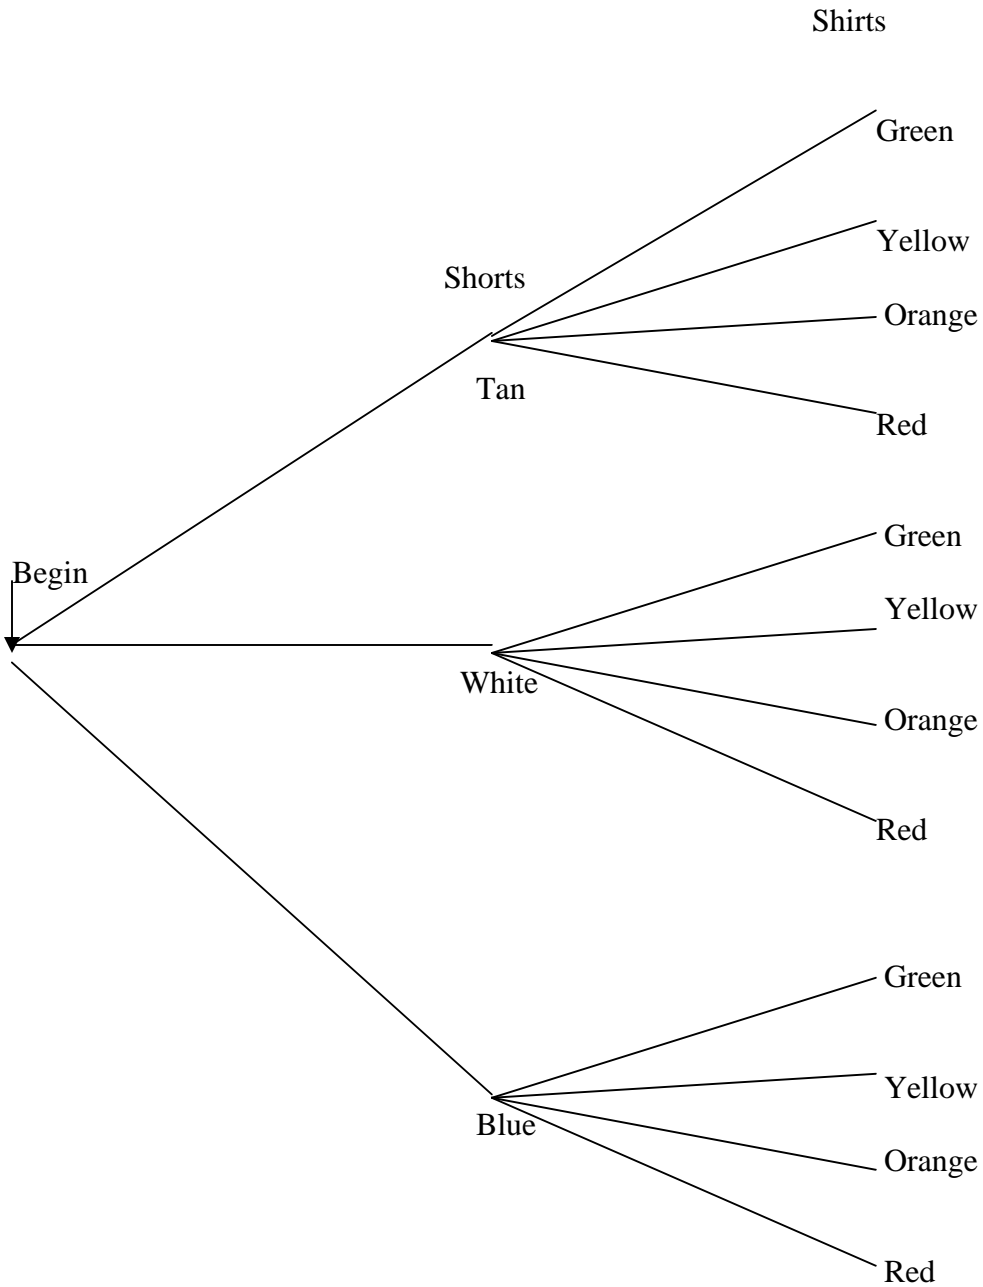 Shirts
Green
Yellow
Shorts
Orange
Tan
Red
Green
Begin
Yellow
White
Orange
Red
Green
Yellow
Blue
Orange
Red